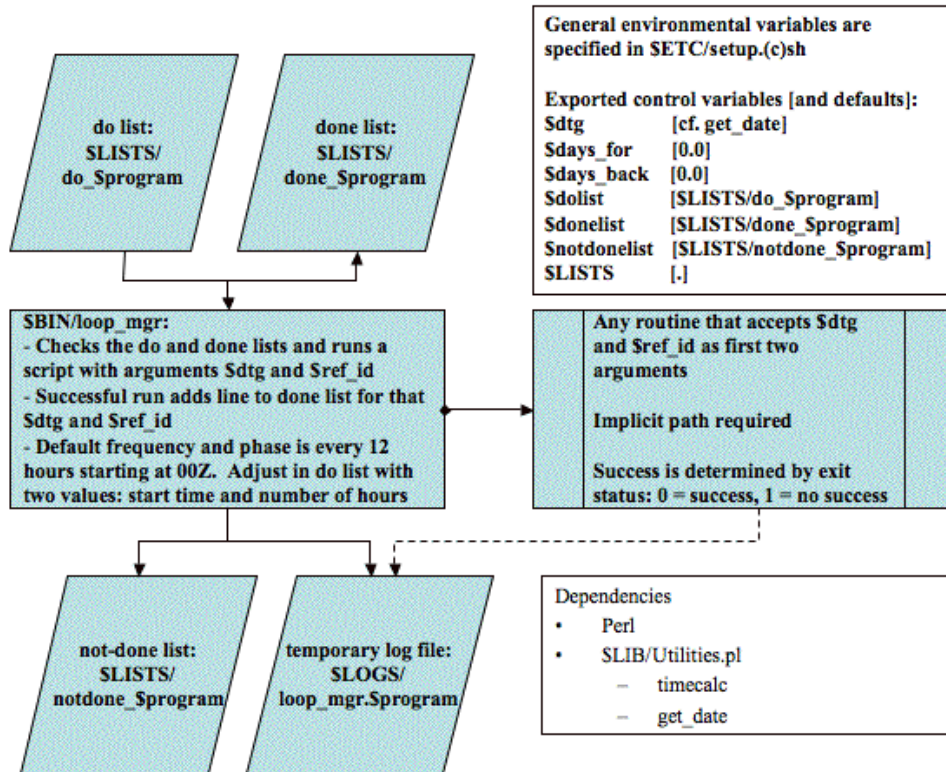 do list:
$LISTS/
do_$program
done list:
$LISTS/
done_$program
General environmental variables are
specified in $ETC/setup.(c)sh
Exported control variables [and defaults]:
$dtg [cf. get_date]
$days_for [0.0]
$days_back [0.0]
$dolist [$LISTS/do_$program]
$donelist [$LISTS/done_$program]
$notdonelist [$LISTS/notdone_$program]
$LISTS [.]
$BIN/loop_mgr:
- Checks the do and done lists and runs a
script with arguments $dtg and $ref_id
- Successful run adds line to done list for that
$dtg and $ref_id
- Default frequency and phase is every 12
hours starting at 00Z. Adjust in do list with
two values: start time and number of hours
Any routine that accepts $dtg
and $ref_id as first two
arguments
Implicit path required
Success is determined by exit
status: 0 = success, 1 = no success
not-done list:
$LISTS/
notdone_$program
temporary log file:
$LOGS/
loop_mgr.$program
Dependencies
• Perl
• $LIB/Utilities.pl
– timecalc
– get_date